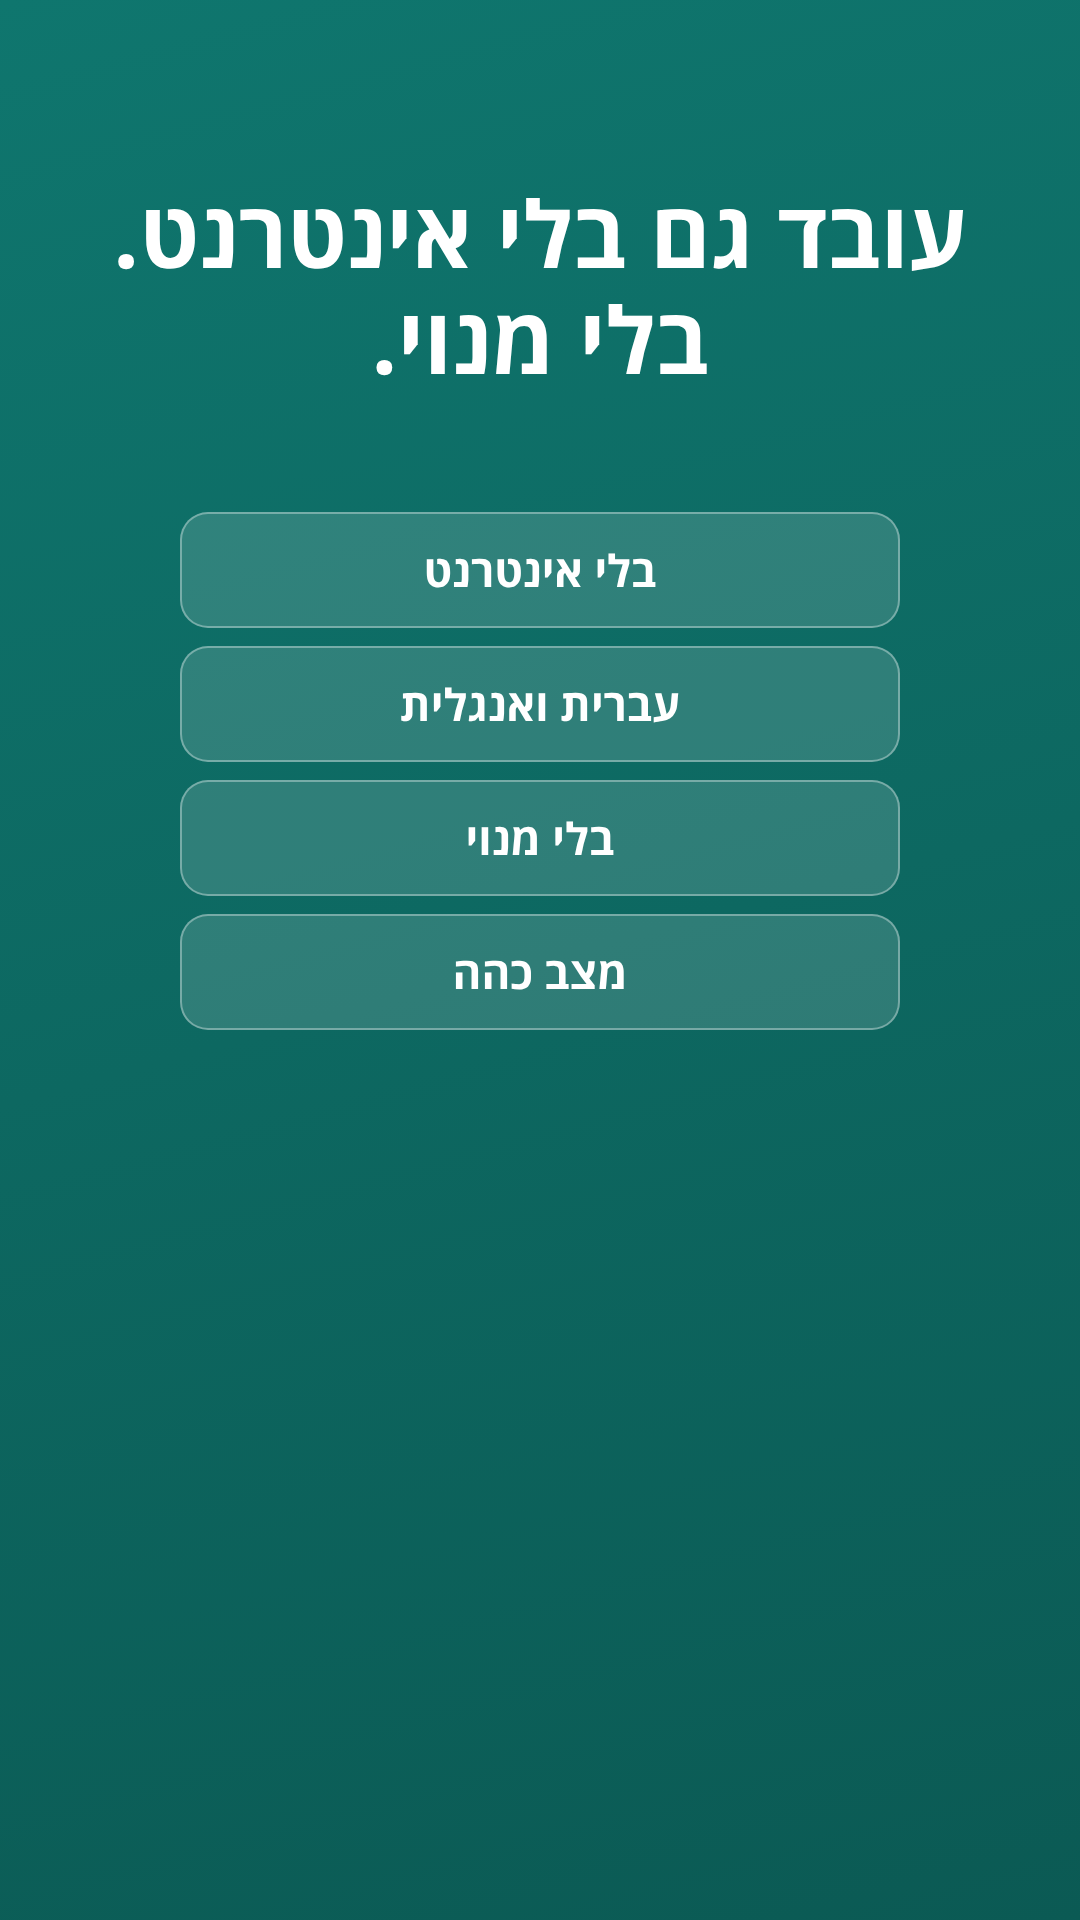 עובד גם בלי אינטרנט.
בלי מנוי.
בלי אינטרנט
עברית ואנגלית
בלי מנוי
מצב כהה